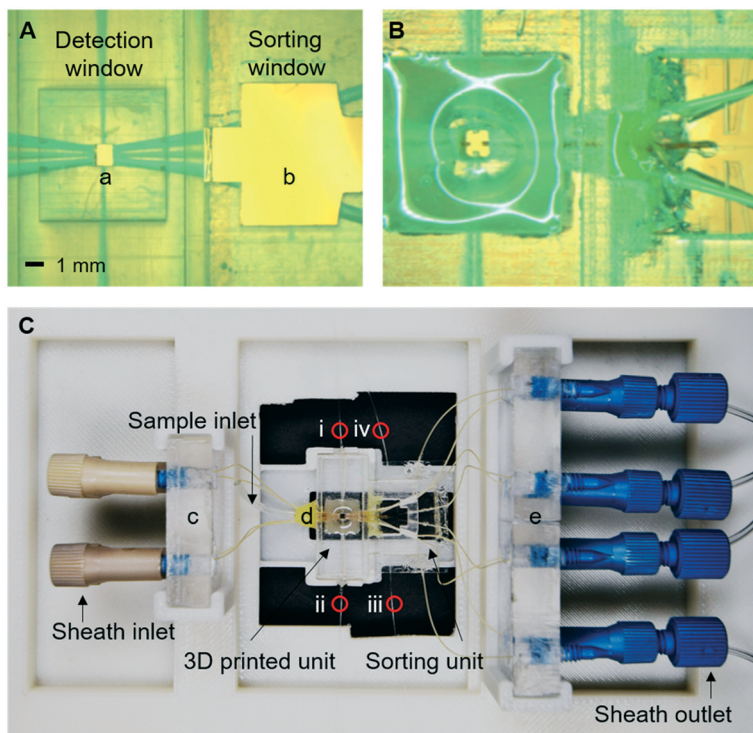 A
Detection
window
Sorting
window
a
b
1 mm
B
C
Sample inlet
i
iv
c
d
e
ii
iii
Sheath inlet
3D printed unit
Sorting unit
Sheath outlet